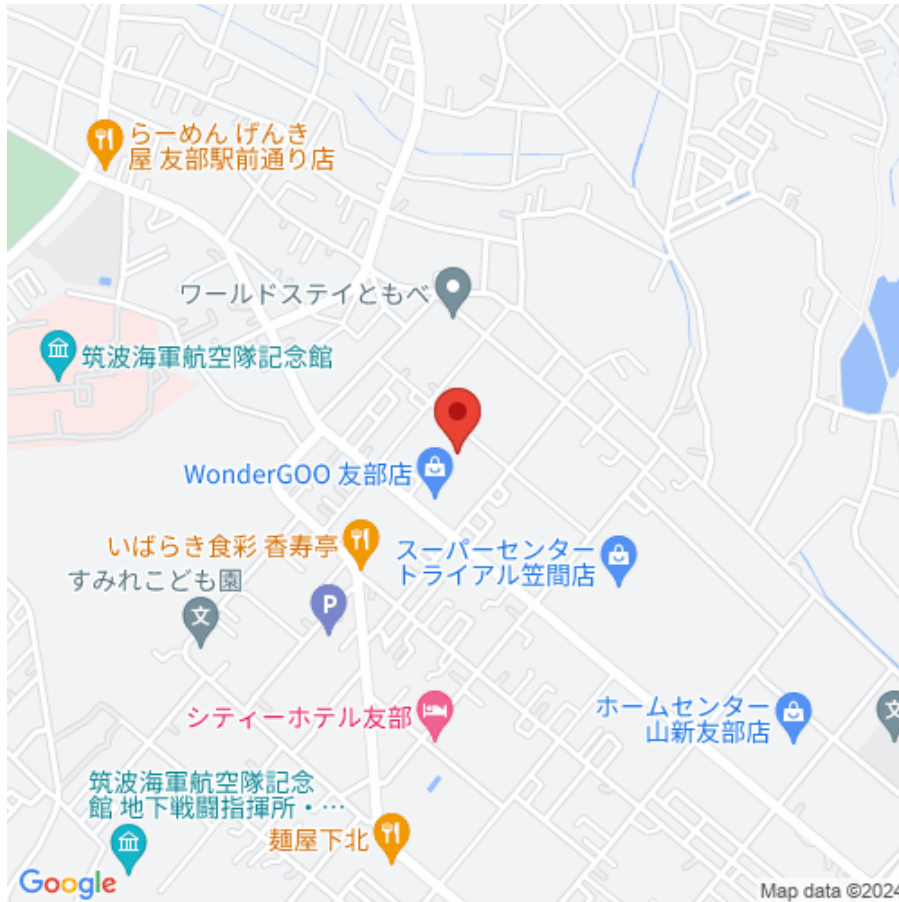 らーめん げんき
屋 友部駅前通り店
ワールドステイともべ
筑波海軍航空隊記念館
WonderGOO 友部店
いばらき食彩 香寿亭
スーパーセンター
トライアル笠間店
すみれこども園
文
P
シティーホテル友部
ホームセンター
山新友部店
文
筑波海軍航空隊記念
館 地下戦闘指揮所・…
麺屋下北
Google
Map data ©2024